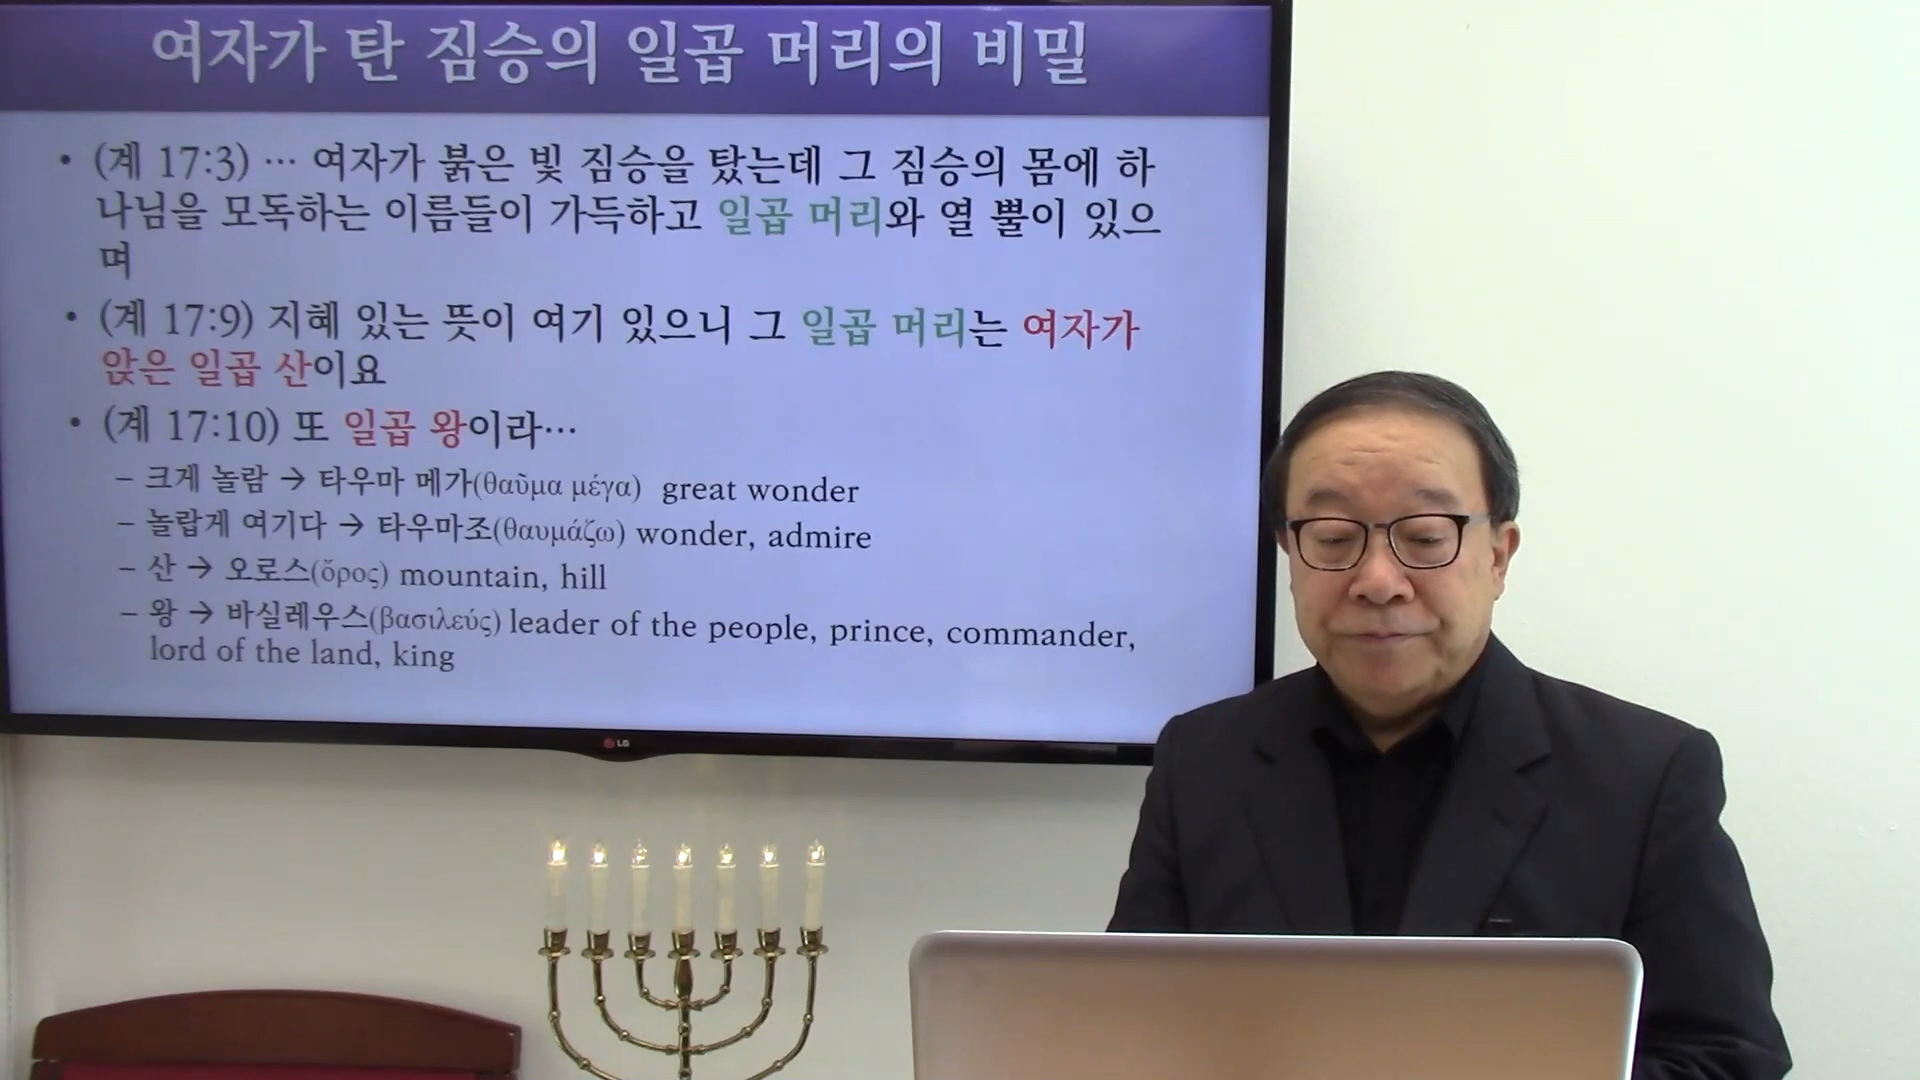 여자가 탄 짐승의 일곱 머리의 비밀
• (계 17:3) … 여자가 붉은 빛 짐승을 탔는데 그 짐승의 몸에 하
나님을 모독하는 이름들이 가득하고 일곱 머리와 열 뿔이 있으
며
• (계 17:9) 지혜 있는 뜻이 여기 있으니 그 일곱 머리는 여자가
앉은 일곱 산이요
• (계 17:10) 또 일곱 왕이라…
– 크게 놀람 → 타우마 메가(θαῦμα μέγα) great wonder
– 놀랍게 여기다 → 타우마조(θαυμάζω) wonder, admire
– 산 → 오로스(ὄρος) mountain, hill
– 왕 → 바실레우스(βασιλεύς) leader of the people, prince, commander,
lord of the land, king
LG